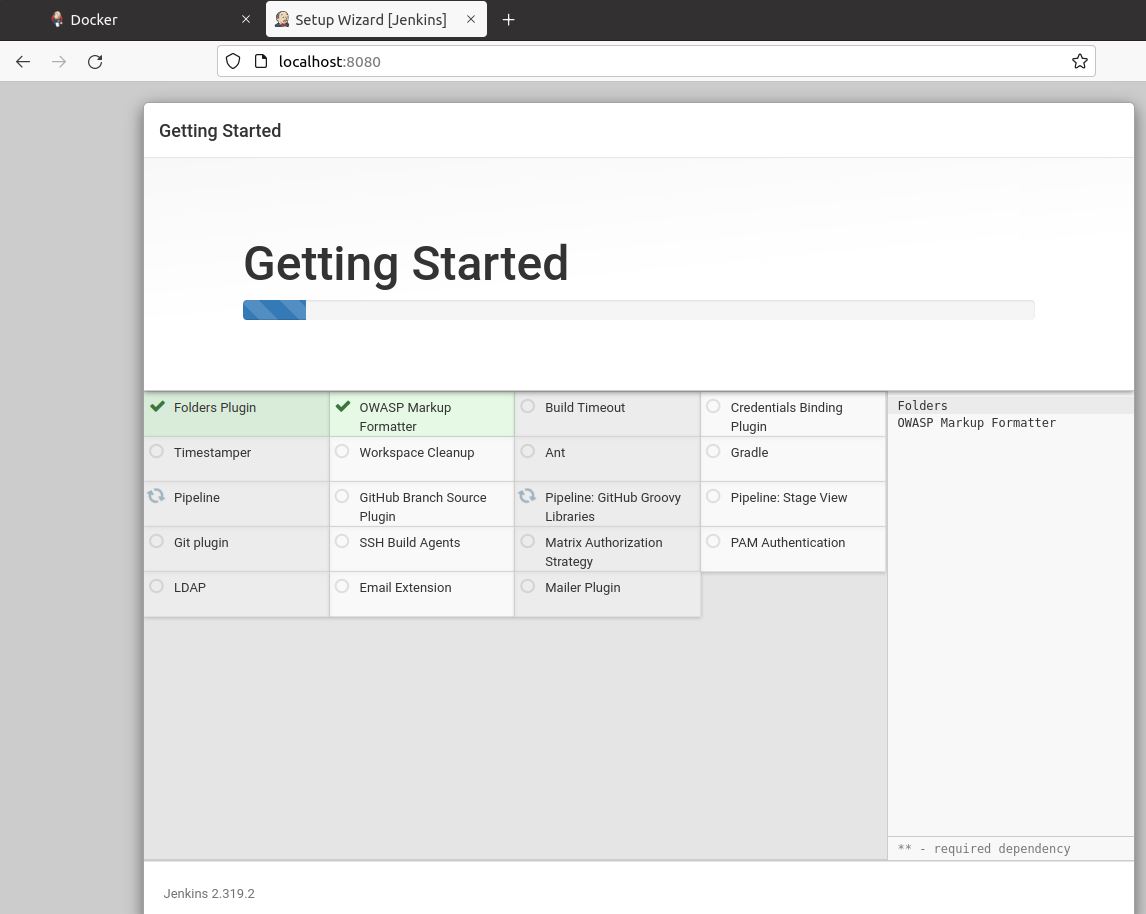 Docker
Setup Wizard [Jenkins]
localhost:8080
Getting Started
Getting Started
Folders Plugin
OWASP Markup
Formatter
Build Timeout
Credentials Binding
Plugin
Timestamper
Workspace Cleanup
Ant
Gradle
Pipeline
GitHub Branch Source
Plugin
Pipeline: GitHub Groovy
Libraries
Pipeline: Stage View
Git plugin
SSH Build Agents
Matrix Authorization
Strategy
PAM Authentication
LDAP
Email Extension
Mailer Plugin
Folders
OWASP Markup Formatter
** - required dependency
Jenkins 2.319.2